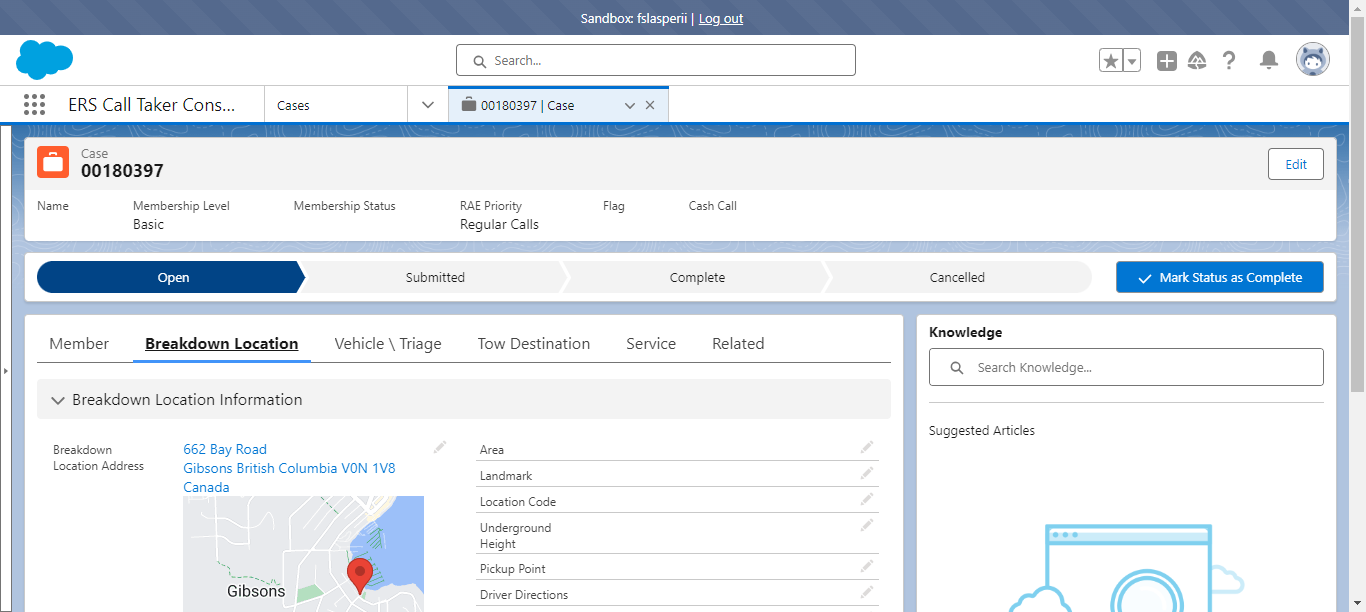 Sandbox: fslasperii | Log out
Search...
ERS Call Taker Cons...
Cases
00180397 | Case
Case
00180397
Edit
Name
Membership Level
Membership Status
RAE Priority
Flag
Cash Call
Basic
Regular Calls
Open
Submitted
Complete
Cancelled
Mark Status as Complete
Member
Breakdown Location
Vehicle \ Triage
Tow Destination
Service
Related
Breakdown Location Information
Breakdown
Location Address
662 Bay Road
Gibsons British Columbia V0N 1V8
Canada
Gibsons
Area
Landmark
Location Code
Underground
Height
Pickup Point
Driver Directions
Knowledge
Search Knowledge...
Suggested Articles